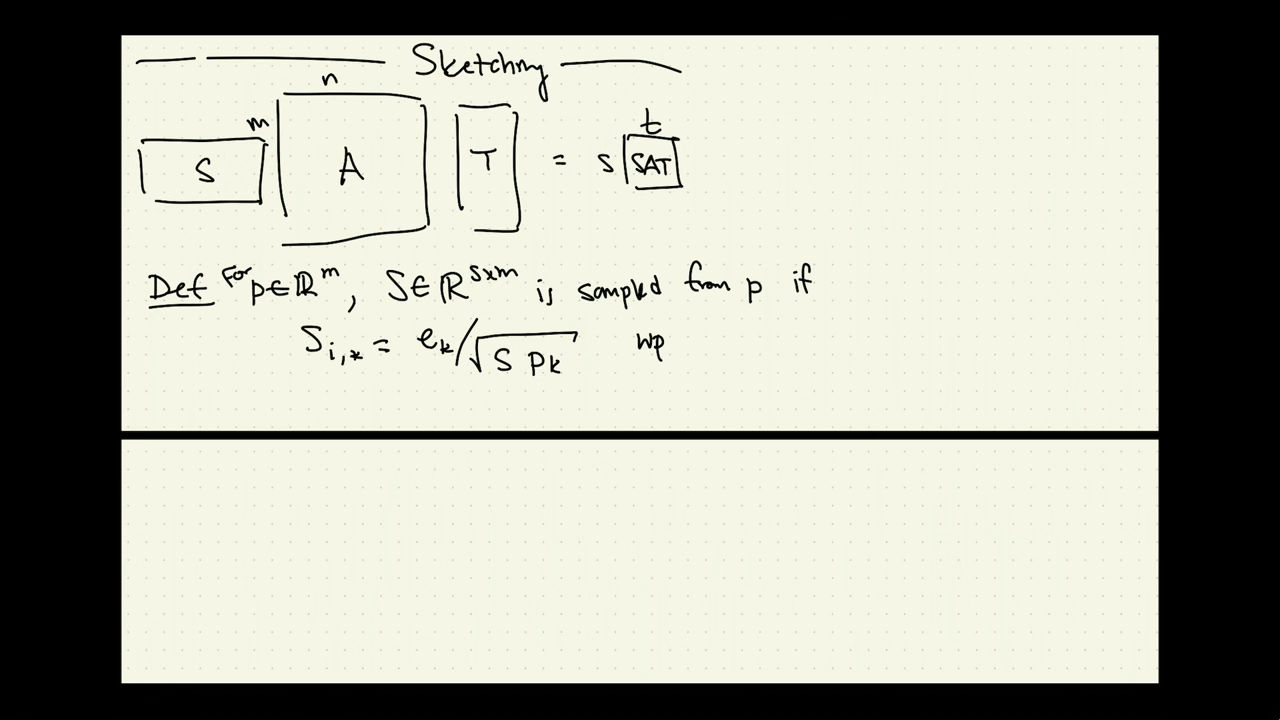 Sketching
n
m
S A T = s SAT
t
Def For p∈ℝ^m, S∈ℝ^{s×m} is sampled from p if
S_{i,*} = e_k/√(s p_k) wp